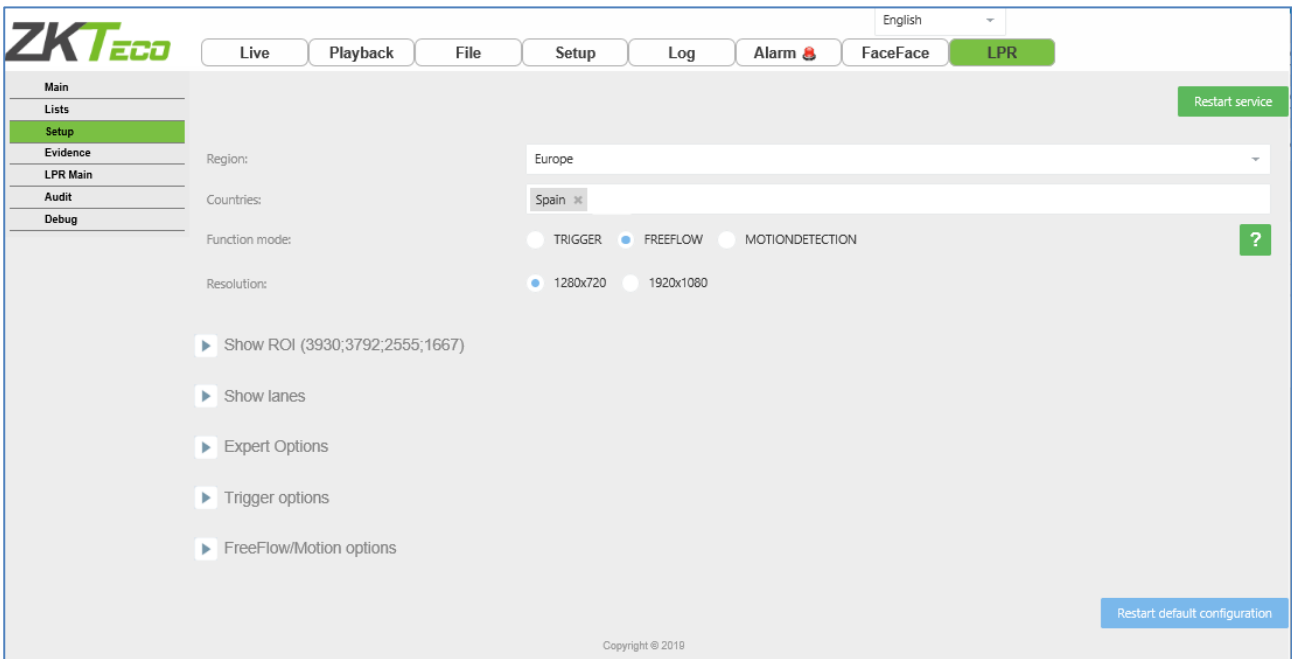 English
ZKTeco
Live Playback File Setup Log Alarm FaceFace LPR
Main
Lists
Setup
Evidence
LPR Main
Audit
Debug
Restart service
Region: Europe
Countries: Spain ×
Function mode: TRIGGER FREEFLOW MOTIONDETECTION ?
Resolution: 1280x720 1920x1080
Show ROI (3930;3792;2555;1667)
Show lanes
Expert Options
Trigger options
FreeFlow/Motion options
Restart default configuration
Copyright © 2019